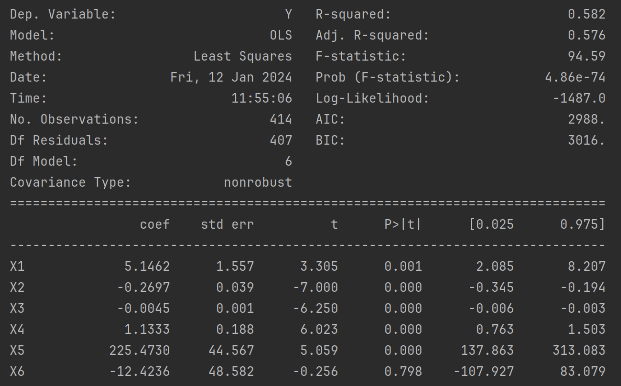 Dep. Variable: Y R-squared: 0.582
Model: OLS Adj. R-squared: 0.576
Method: Least Squares F-statistic: 94.59
Date: Fri, 12 Jan 2024 Prob (F-statistic): 4.86e-74
Time: 11:55:06 Log-Likelihood: -1487.0
No. Observations: 414 AIC: 2988.
Df Residuals: 407 BIC: 3016.
Df Model: 6
Covariance Type: nonrobust
==============================================================================
coef std err t P>|t| [0.025 0.975]
------------------------------------------------------------------------------
X1 5.1462 1.557 3.305 0.001 2.085 8.207
X2 -0.2697 0.039 -7.000 0.000 -0.345 -0.194
X3 -0.0045 0.001 -6.250 0.000 -0.006 -0.003
X4 1.1333 0.188 6.023 0.000 0.763 1.503
X5 225.4730 44.567 5.059 0.000 137.863 313.083
X6 -12.4236 48.582 -0.256 0.798 -107.927 83.079